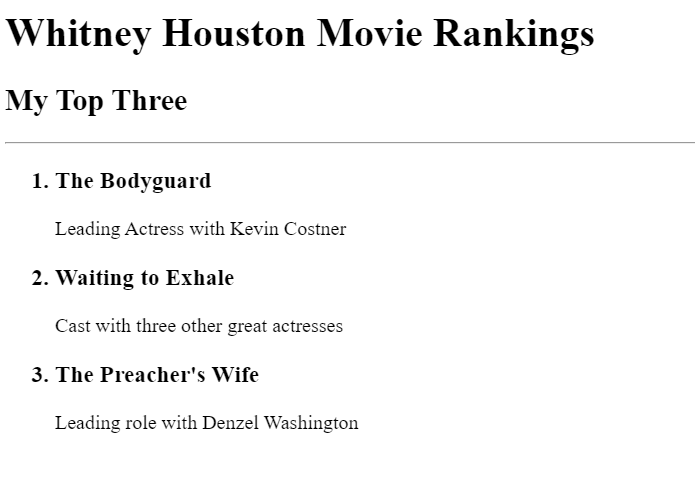 Whitney Houston Movie Rankings
My Top Three
1. The Bodyguard
Leading Actress with Kevin Costner
2. Waiting to Exhale
Cast with three other great actresses
3. The Preacher's Wife
Leading role with Denzel Washington